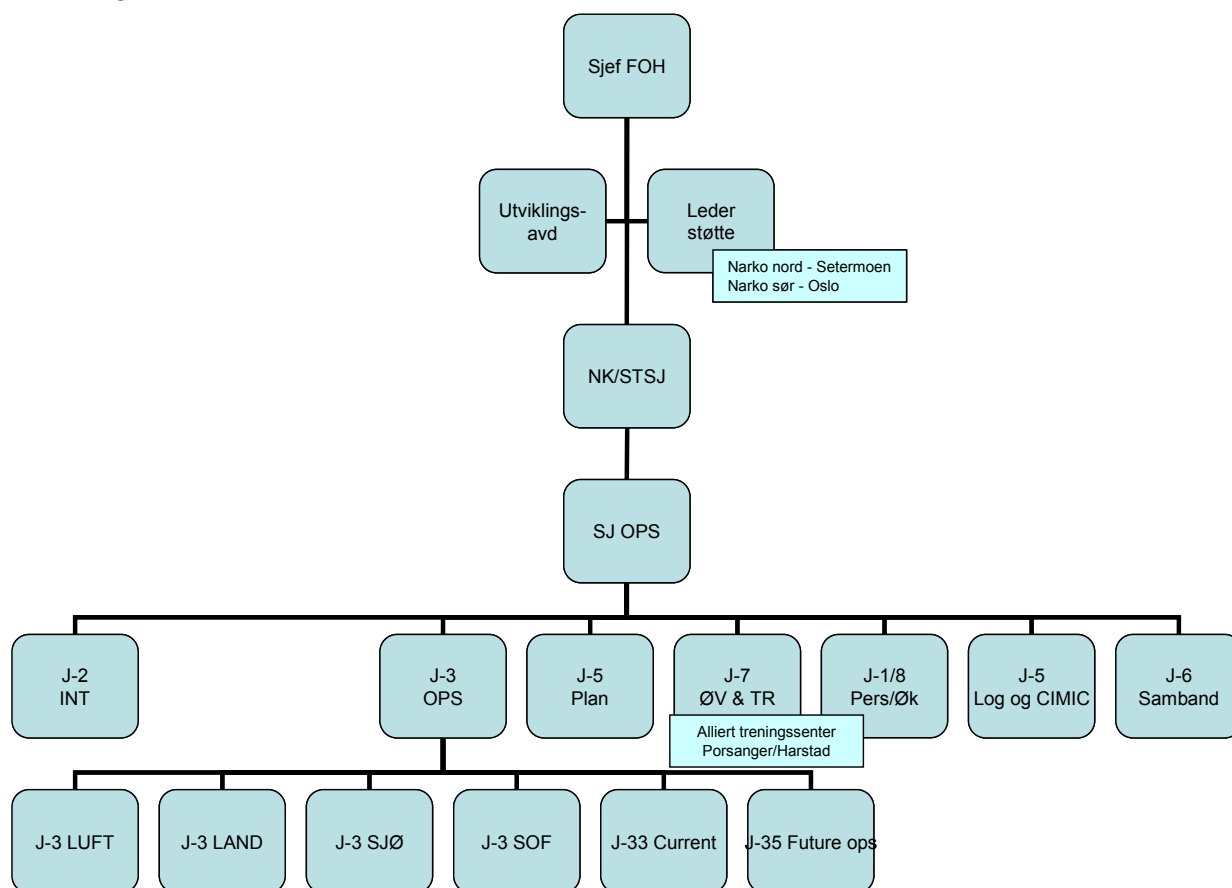 Sjef FOH
Utviklings-
avd
Leder
støtte
Narko nord - Setermoen
Narko sør - Oslo
NK/STSJ
SJ OPS
J-2
INT
J-3
OPS
J-5
Plan
J-7
ØV & TR
J-1/8
Pers/Øk
J-5
Log og CIMIC
J-6
Samband
Alliert treningssenter
Porsanger/Harstad
J-3 LUFT
J-3 LAND
J-3 SJØ
J-3 SOF
J-33 Current
J-35 Future ops